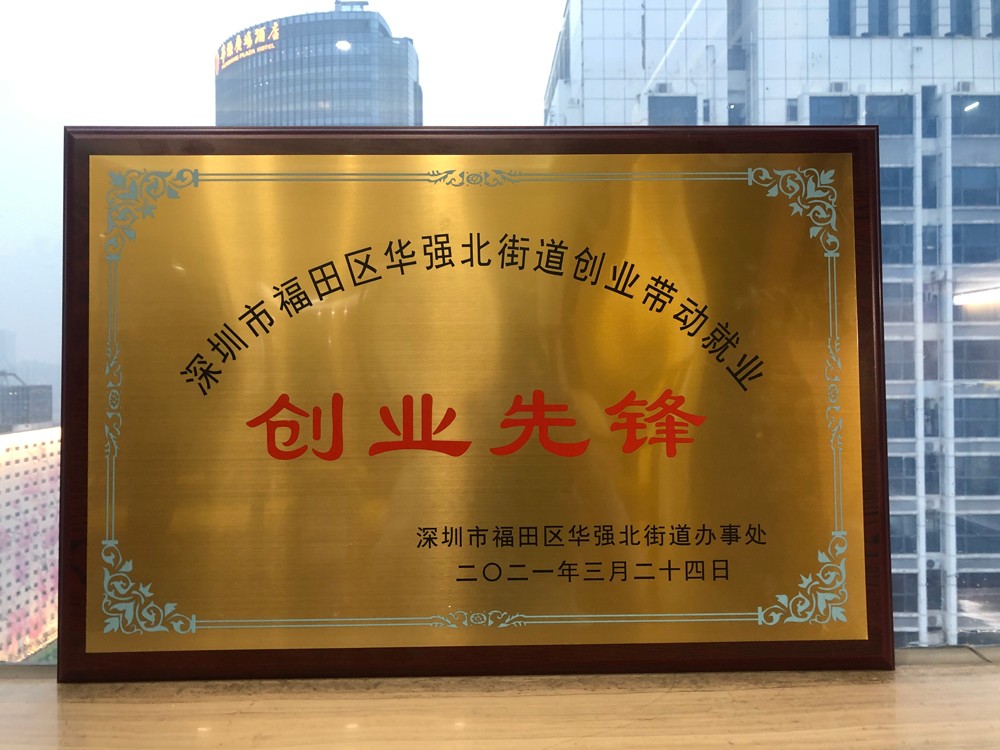 深圳市福田区华强北街道创业带动就业
创业先锋
深圳市福田区华强北街道办事处
二〇二一年三月二十四日